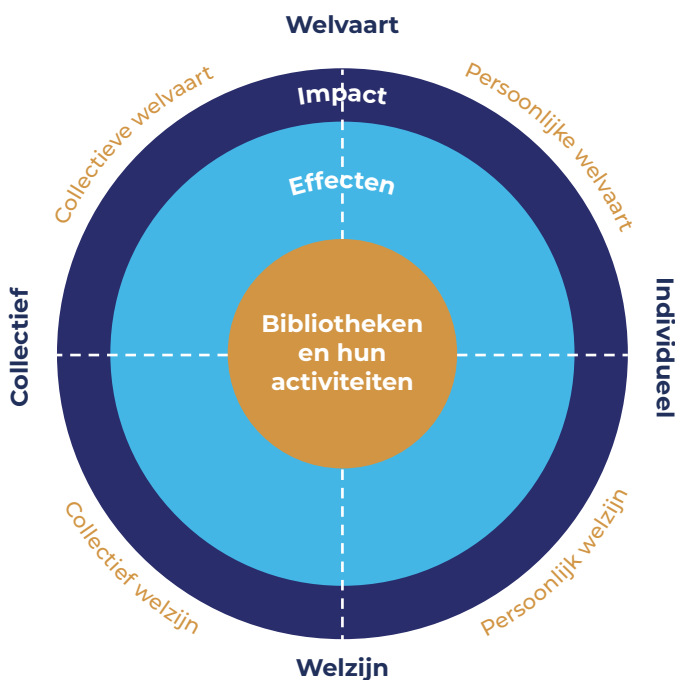 Welvaart
Impact
Collectieve welvaart
Persoonlijke welvaart
Effecten
Collectief
Bibliotheken
en hun
activiteiten
Individueel
Collectief welzijn
Persoonlijk welzijn
Welzijn